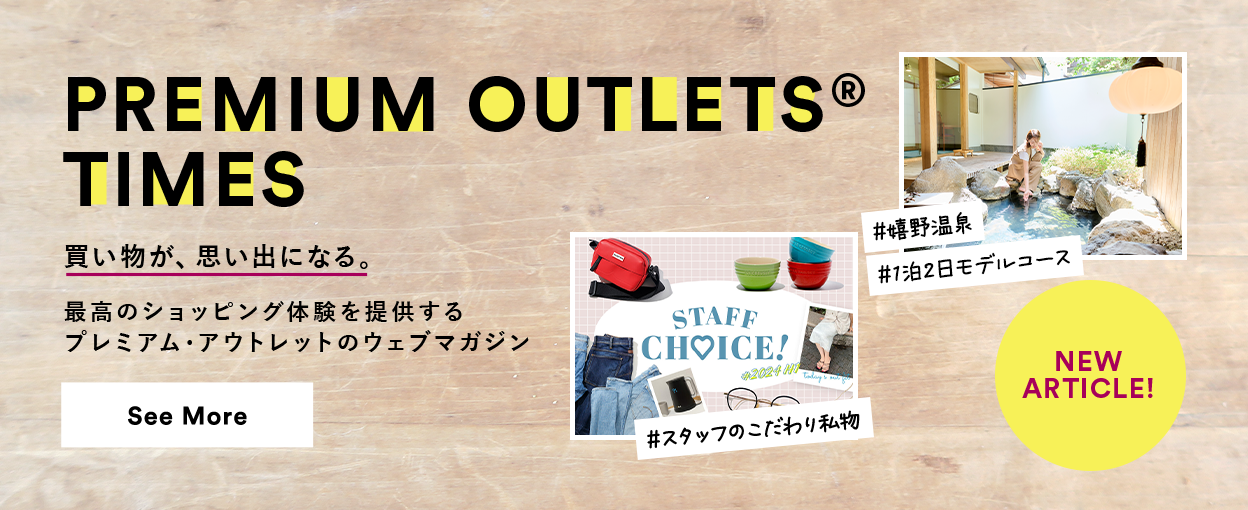 PREMIUM OUTLETS®
TIMES
買い物が、思い出になる。
最高のショッピング体験を提供する
プレミアム・アウトレットのウェブマガジン
See More
#嬉野温泉
#1泊2日モデルコース
STAFF
CHOICE!
#2024 H1
#スタッフのこだわり私物
NEW
ARTICLE!